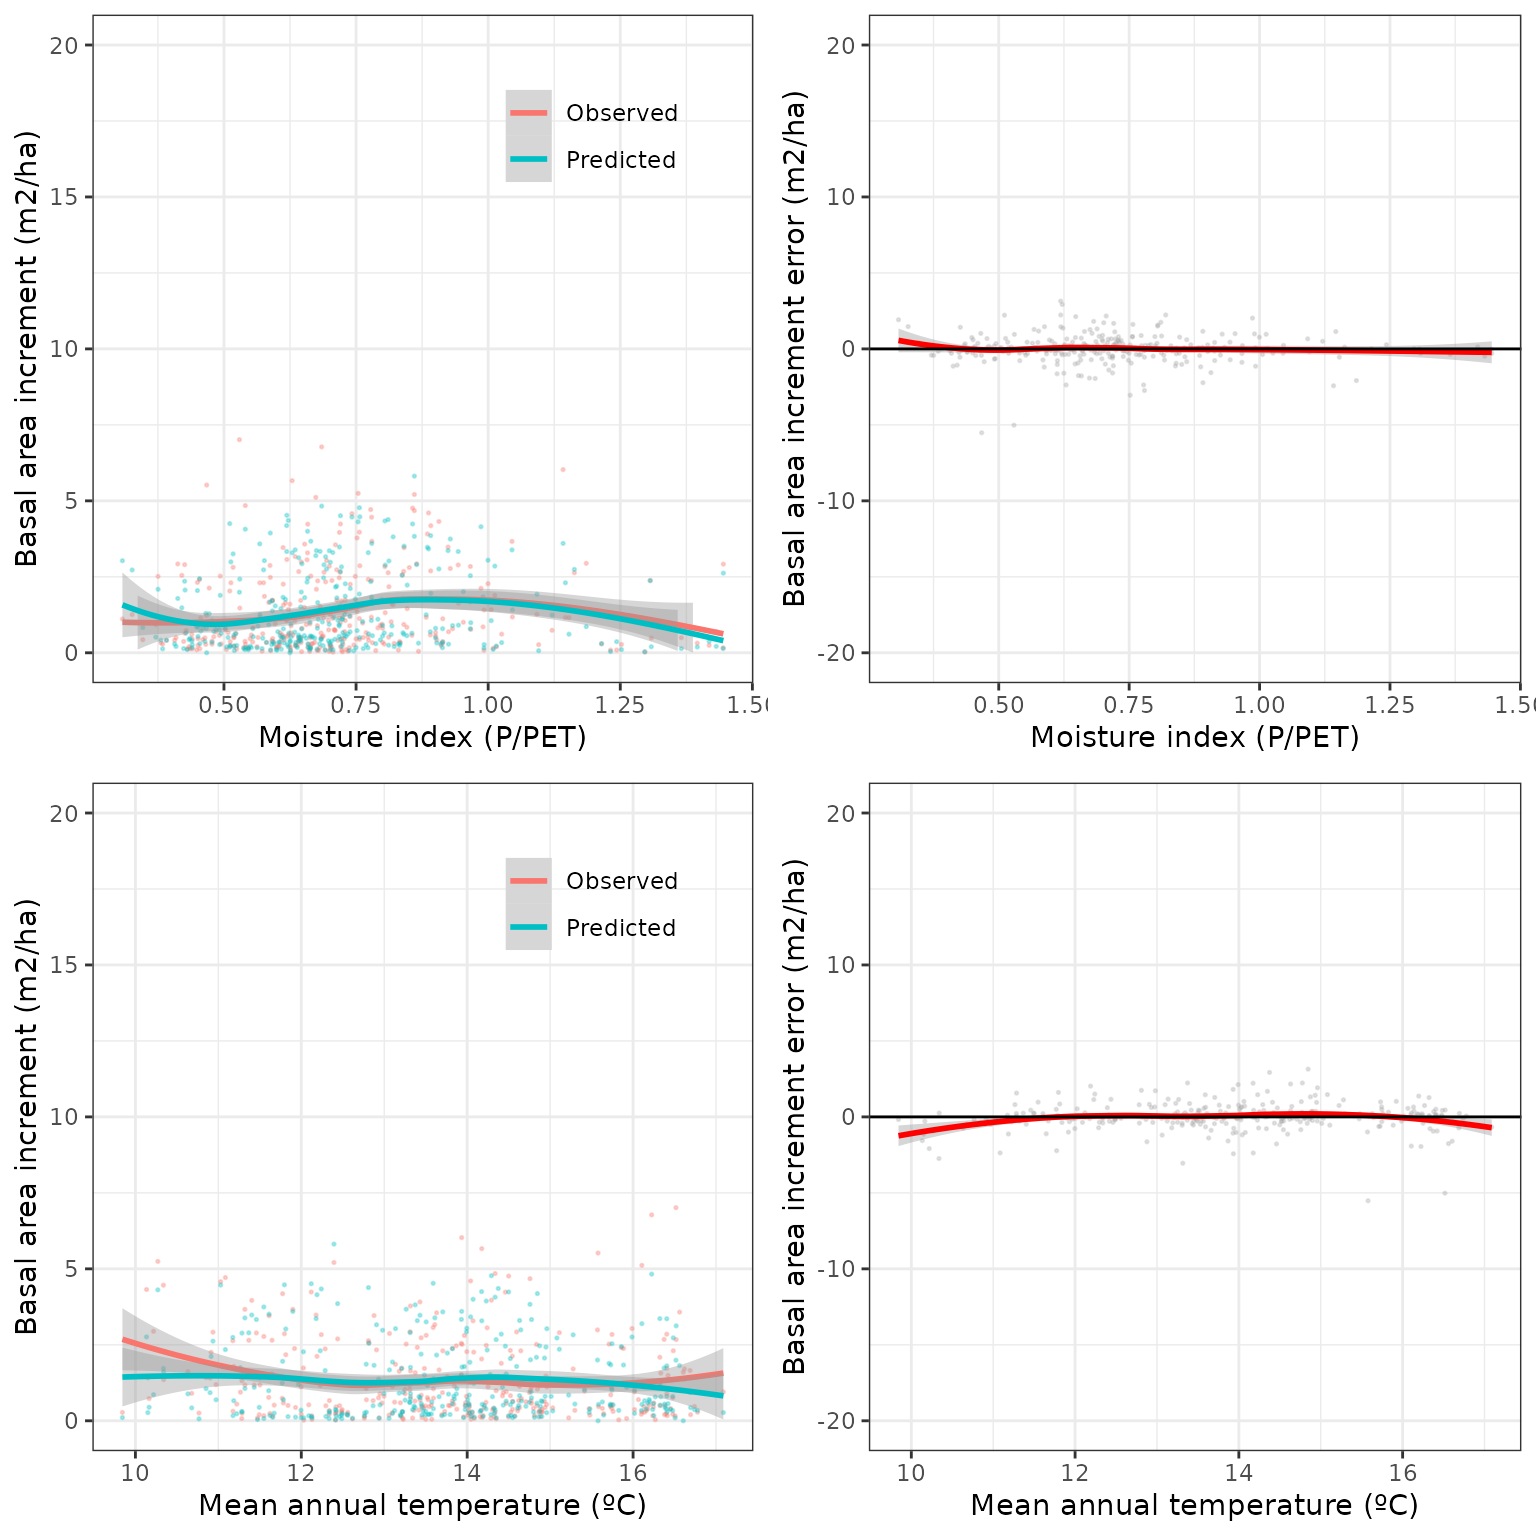 Basal area increment (m2/ha)
20
15
10
5
0
Observed
Predicted
0.50 0.75 1.00 1.25 1.50
Moisture index (P/PET)
Basal area increment error (m2/ha)
20
10
0
-10
-20
0.50 0.75 1.00 1.25 1.50
Moisture index (P/PET)
Basal area increment (m2/ha)
20
15
10
5
0
Observed
Predicted
10 12 14 16
Mean annual temperature (ºC)
Basal area increment error (m2/ha)
20
10
0
-10
-20
10 12 14 16
Mean annual temperature (ºC)